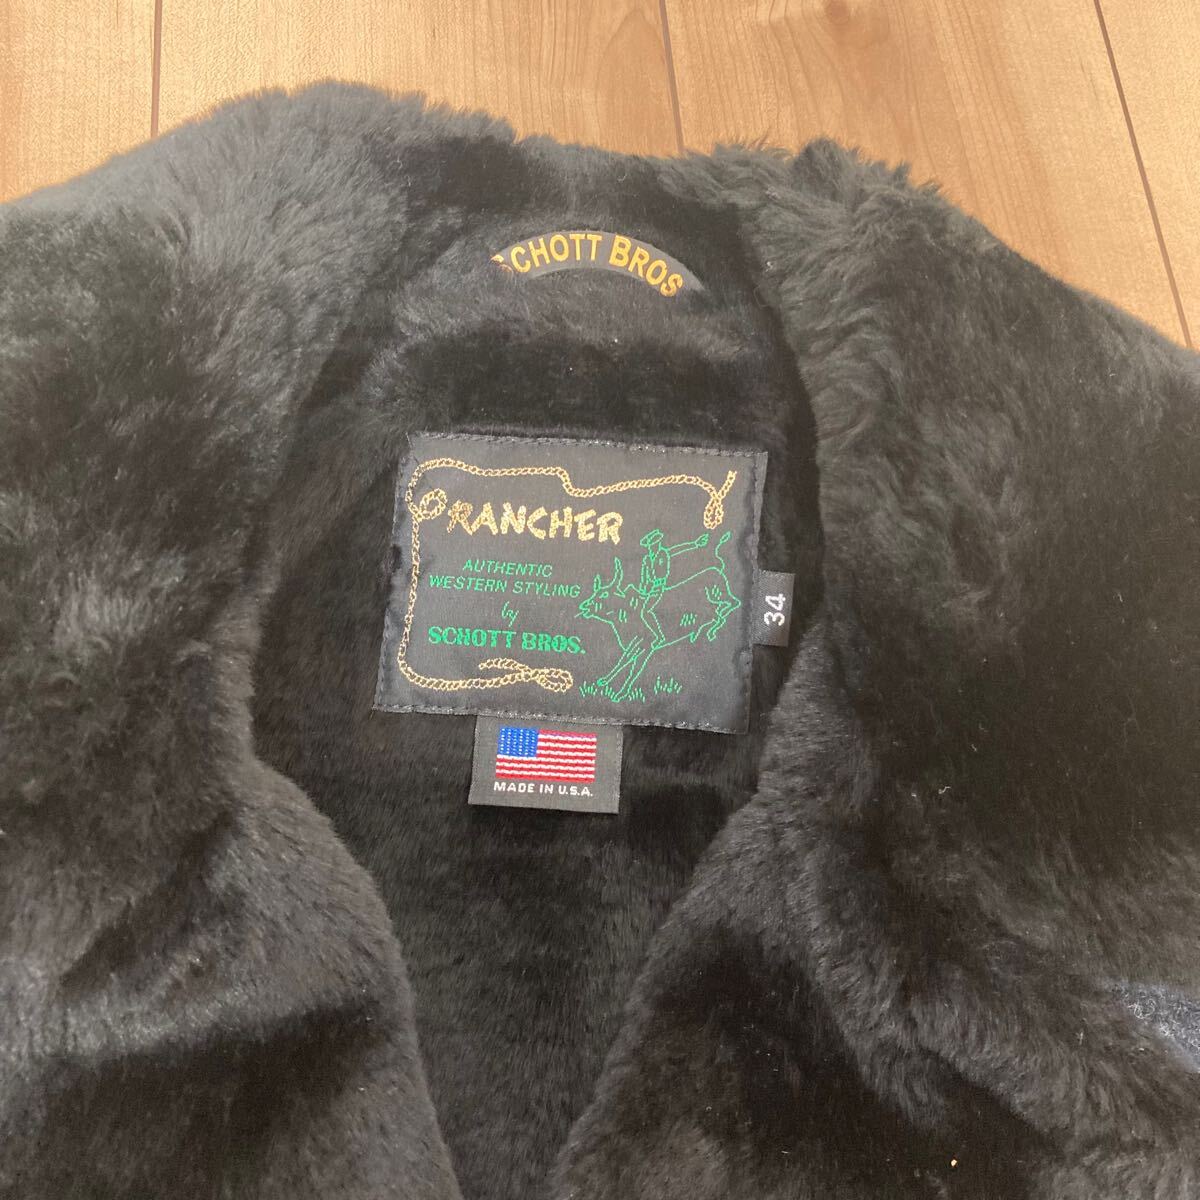 SCHOTT BROS
RANCHER
AUTHENTIC
WESTERN STYLING
by
SCHOTT BROS.
34
MADE IN U.S.A.